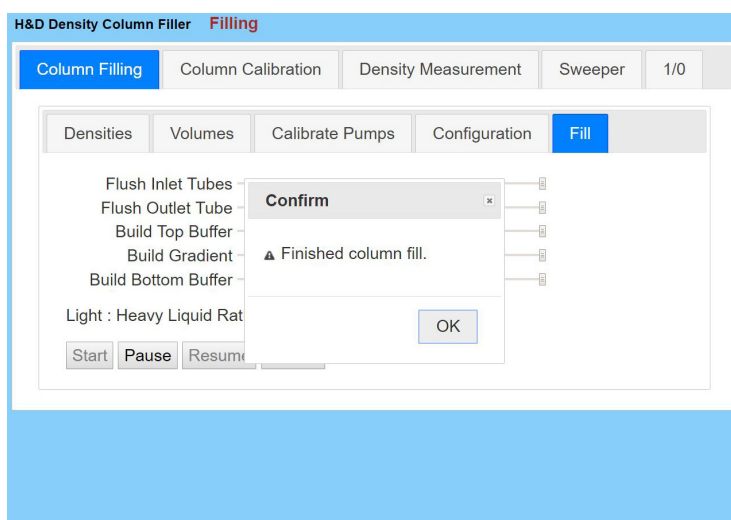 H&D Density Column Filler Filling
Column Filling Column Calibration Density Measurement Sweeper 1/0
Densities Volumes Calibrate Pumps Configuration Fill
Flush Inlet Tubes
Flush Outlet Tube
Build Top Buffer
Build Gradient
Build Bottom Buffer
Light : Heavy Liquid Rat
Start Pause Resume
Confirm
Finished column fill.
OK